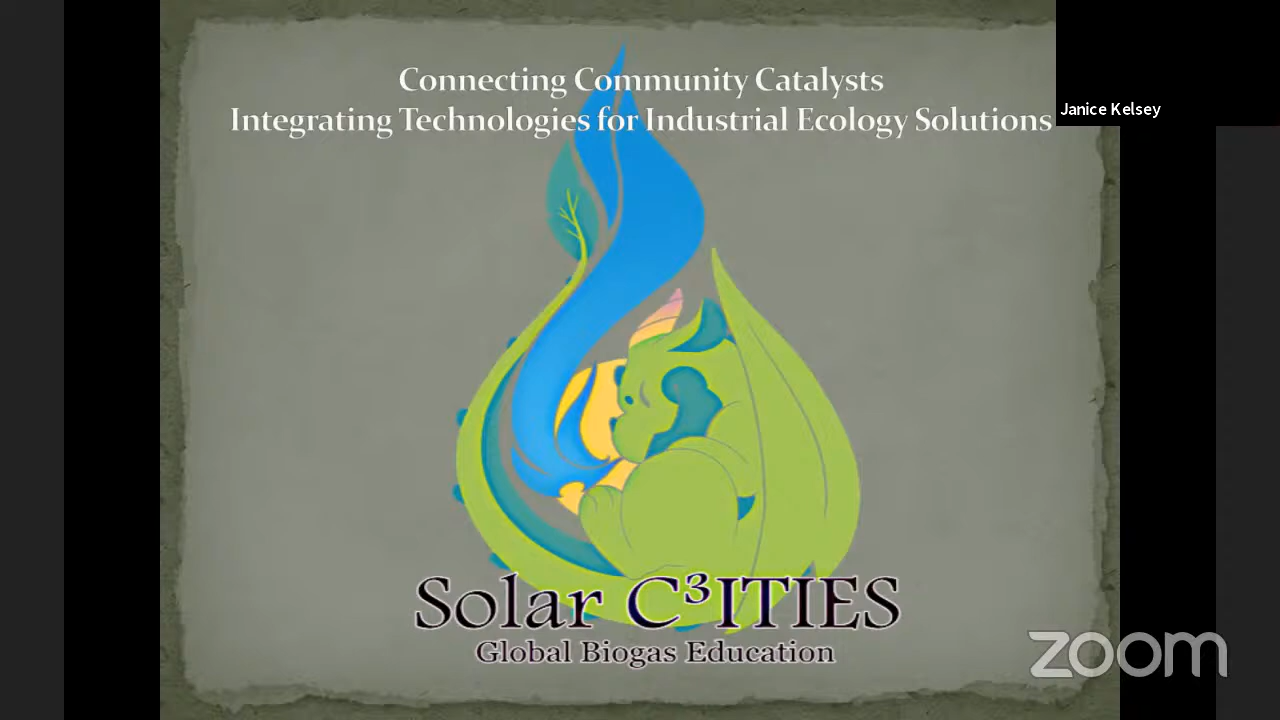 Connecting Community Catalysts
Integrating Technologies for Industrial Ecology Solutions
Janice Kelsey
Solar C³ITIES
Global Biogas Education
zoom